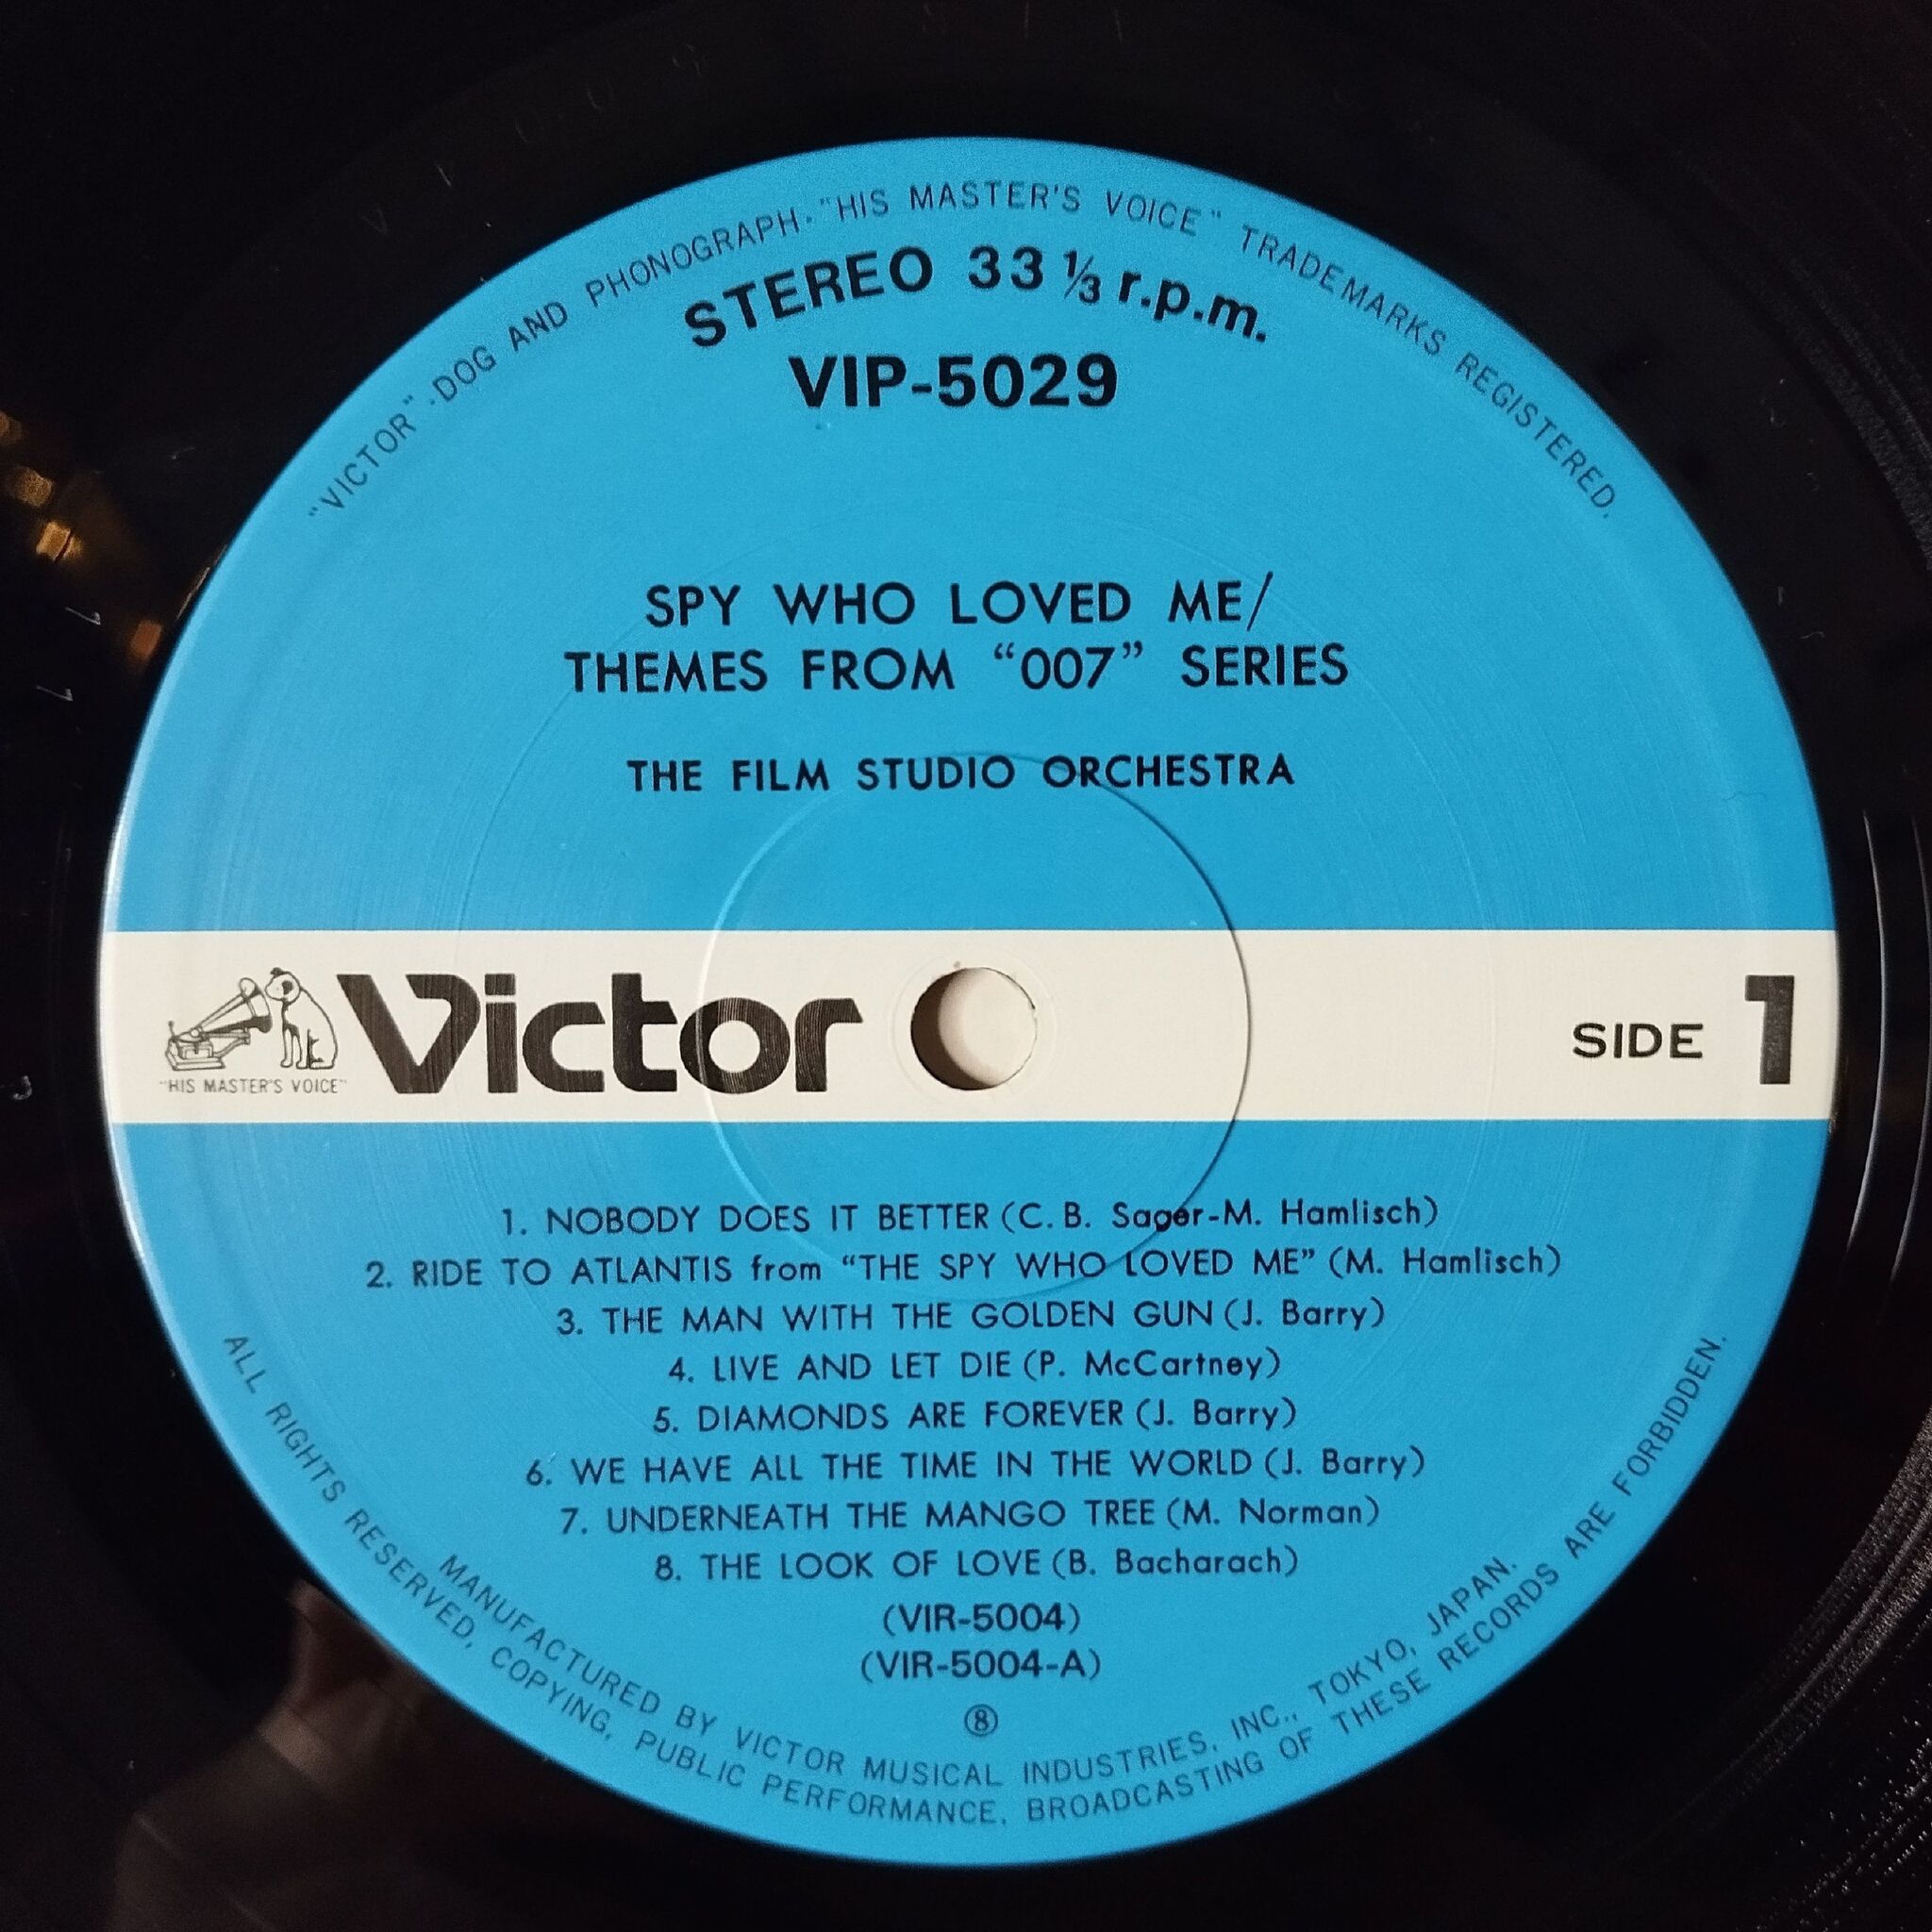 "VICTOR"·DOG AND PHONOGRAPH·"HIS MASTER'S VOICE" TRADEMARKS REGISTERED.
STEREO 33 ⅓ r.p.m.
VIP-5029
SPY WHO LOVED ME/
THEMES FROM “007” SERIES
THE FILM STUDIO ORCHESTRA
Victor
"HIS MASTER'S VOICE"
SIDE 1
1. NOBODY DOES IT BETTER (C. B. Sager-M. Hamlisch)
2. RIDE TO ATLANTIS from “THE SPY WHO LOVED ME” (M. Hamlisch)
3. THE MAN WITH THE GOLDEN GUN (J. Barry)
4. LIVE AND LET DIE (P. McCartney)
5. DIAMONDS ARE FOREVER (J. Barry)
6. WE HAVE ALL THE TIME IN THE WORLD (J. Barry)
7. UNDERNEATH THE MANGO TREE (M. Norman)
8. THE LOOK OF LOVE (B. Bacharach)
(VIR-5004)
(VIR-5004-A)
⑧
MANUFACTURED BY VICTOR MUSICAL INDUSTRIES, INC., TOKYO, JAPAN.
ALL RIGHTS RESERVED, COPYING, PUBLIC PERFORMANCE, BROADCASTING OF THESE RECORDS ARE FORBIDDEN.